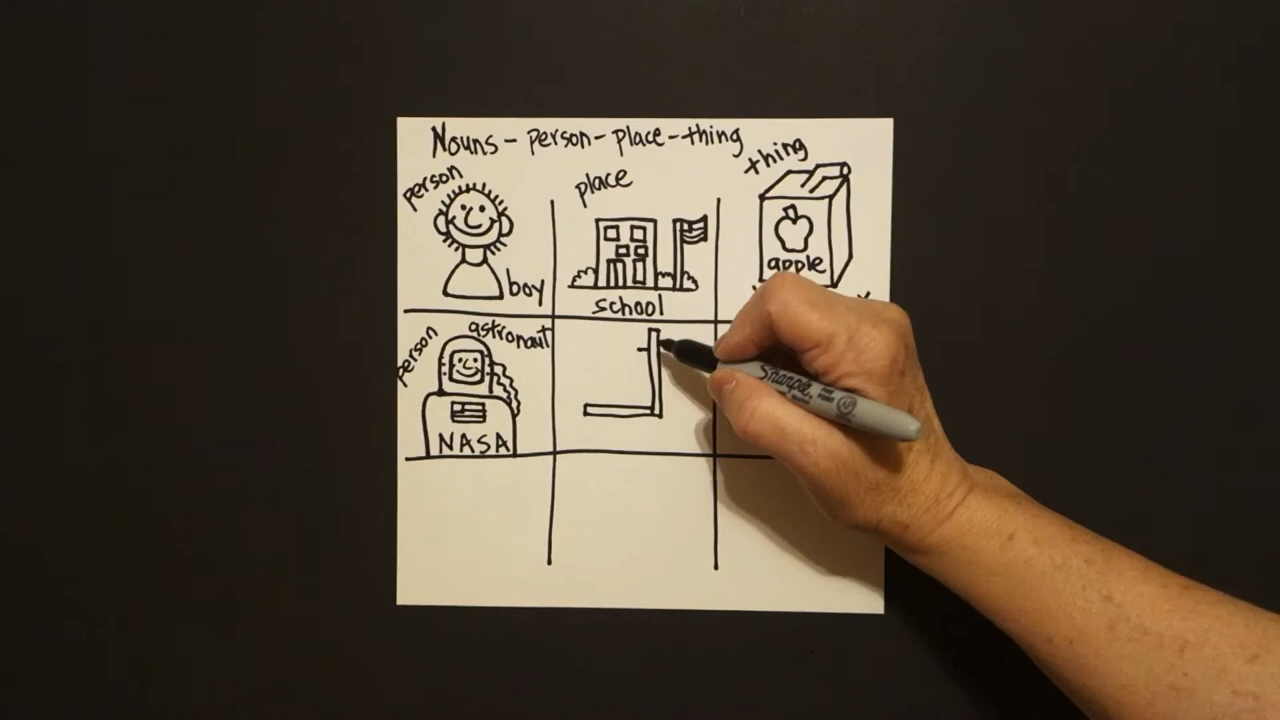 Nouns - person - place - thing
person
place
thing
boy
school
apple
person
astronaut
NASA
Sharpie